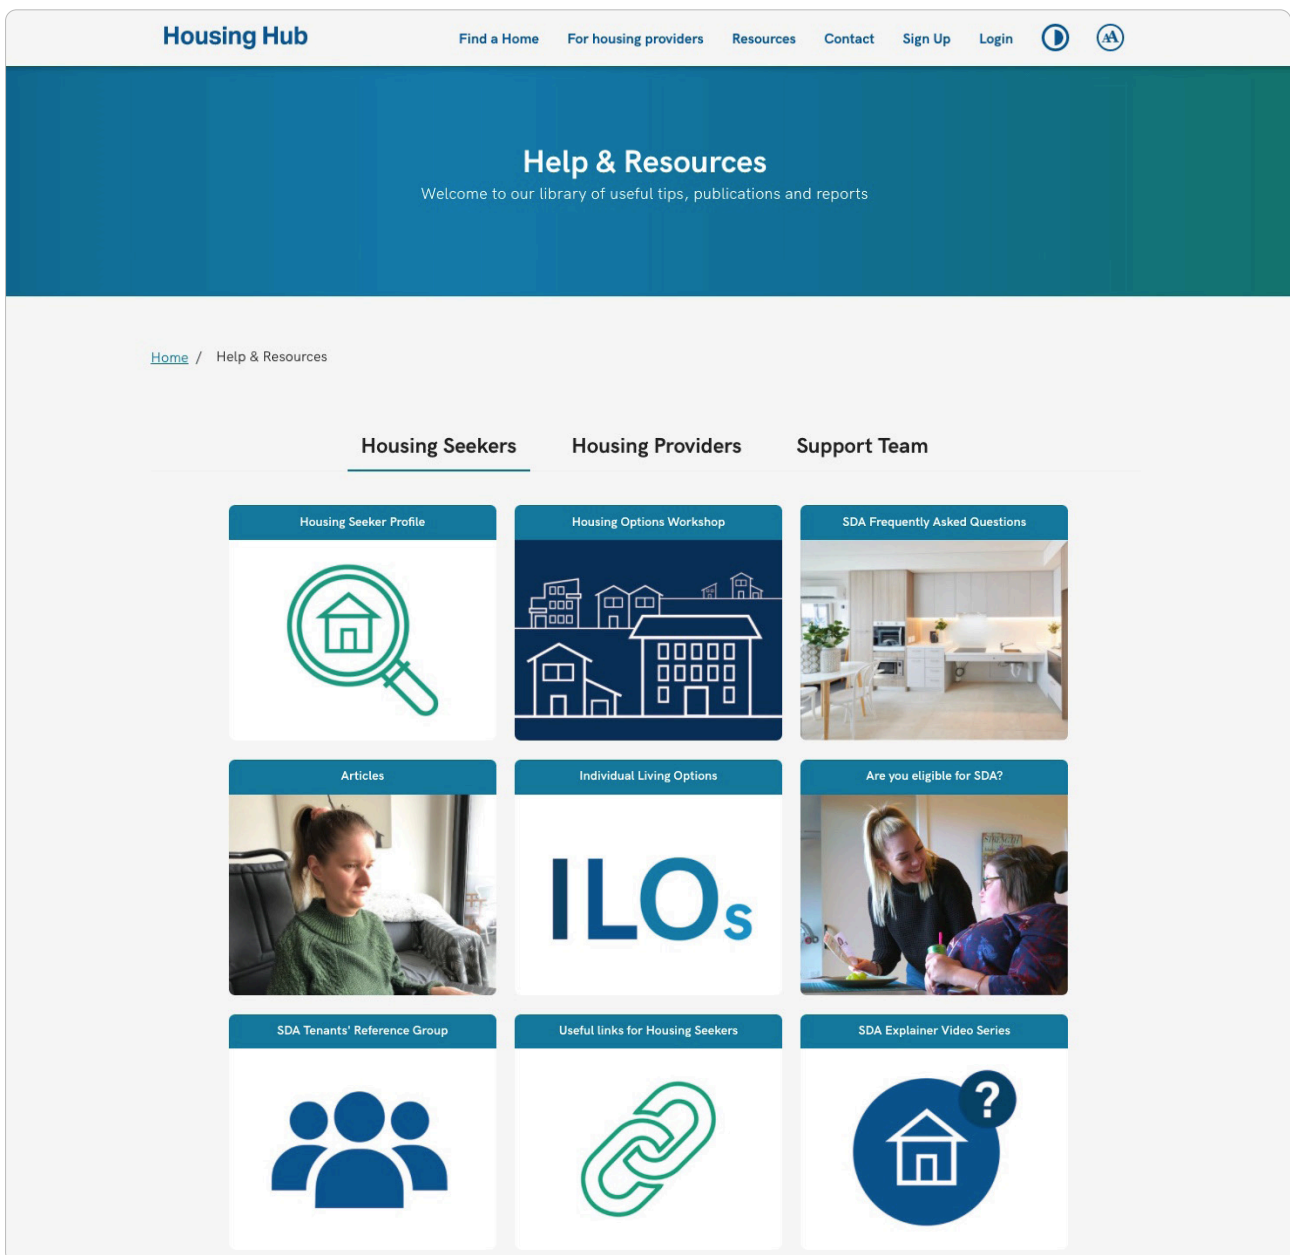 Housing Hub
Find a Home
For housing providers
Resources
Contact
Sign Up
Login
AA
Help & Resources
Welcome to our library of useful tips, publications and reports
Home / Help & Resources
Housing Seekers
Housing Providers
Support Team
Housing Seeker Profile
Housing Options Workshop
SDA Frequently Asked Questions
Articles
Individual Living Options
Are you eligible for SDA?
ILOs
SDA Tenants' Reference Group
Useful links for Housing Seekers
SDA Explainer Video Series
?